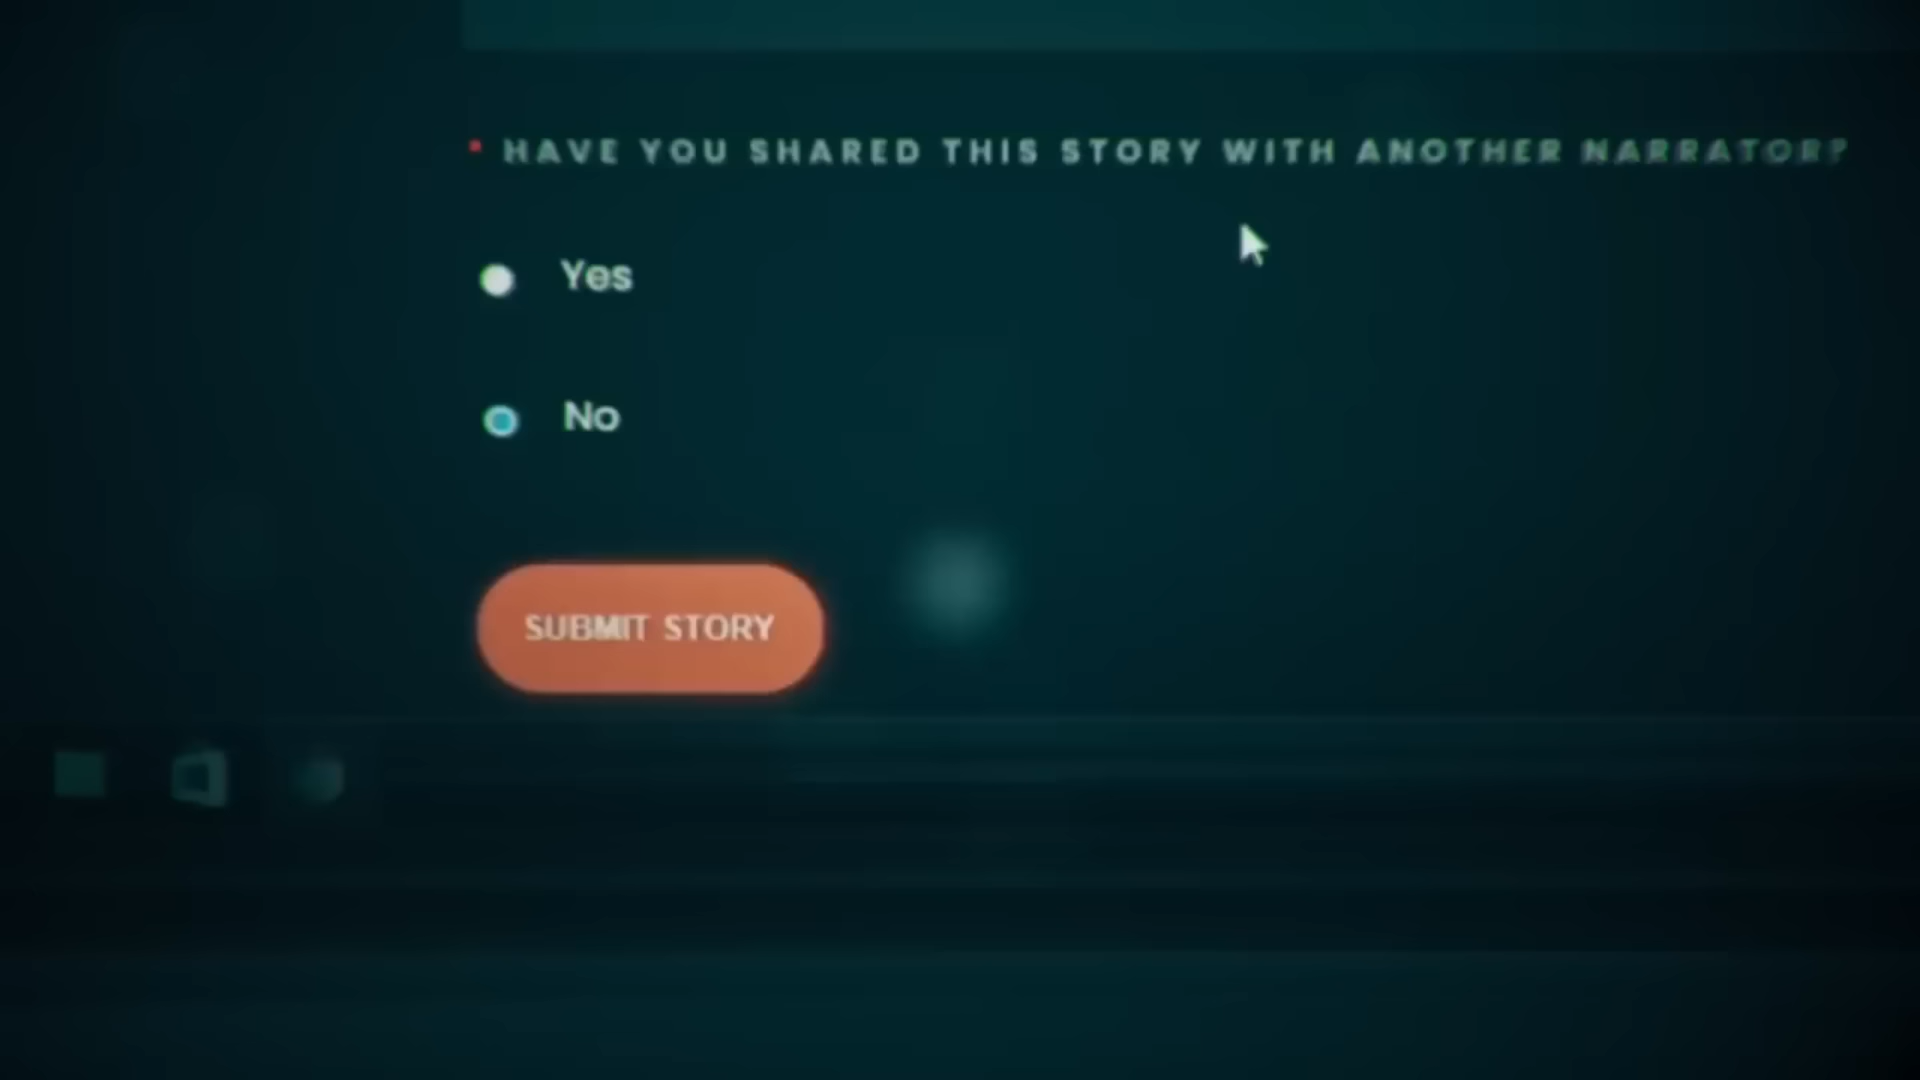 HAVE YOU SHARED THIS STORY WITH ANOTHER NARRATOR?
Yes
No
SUBMIT STORY